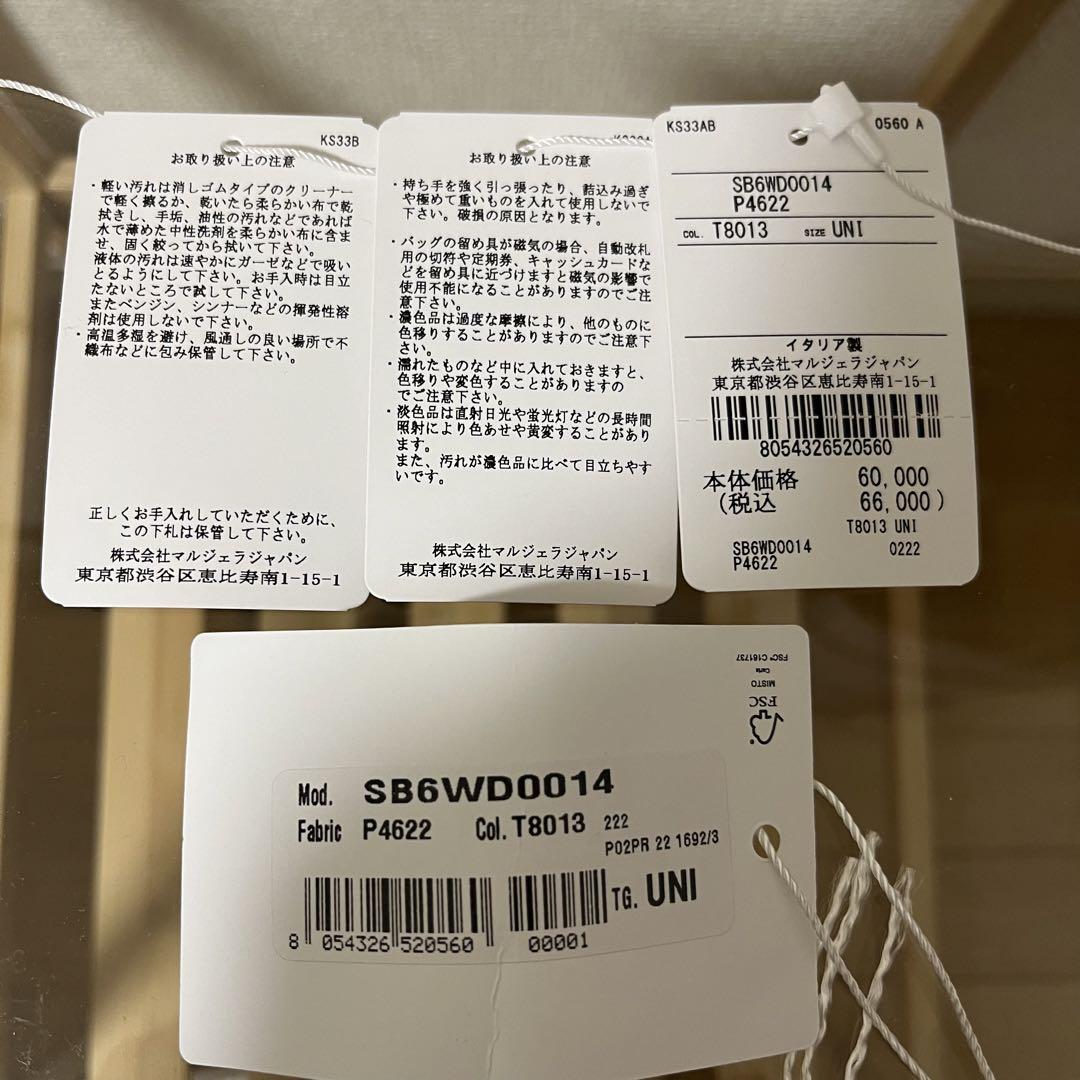 KS33B
お取り扱い上の注意
・軽い汚れは消しゴムタイプのクリーナー
で軽く擦るか、乾いたら柔らかい布で乾
拭きし、手垢、油性の汚れなどであれば
水で薄めた中性洗剤を柔らかい布に含ま
せ、固く絞ってから拭いて下さい。
液体の汚れは速やかにガーゼなどで吸い
とるようにして下さい。お手入時は目立
たないところで試して下さい。
またベンジン、シンナーなどの揮発性溶
剤は使用しないで下さい。
・高温多湿を避け、風通しの良い場所で不
織布などに包み保管して下さい。
正しくお手入れしていただくために、
この下札は保管して下さい。
株式会社マルジェラジャパン
東京都渋谷区恵比寿南1-15-1
お取り扱い上の注意
・持ち手を強く引っ張ったり、詰込み過ぎ
や極めて重いものを入れて使用しないで
下さい。破損の原因となります。
・バッグの留め具が磁気の場合、自動改札
用の切符や定期券、キャッシュカードな
どを留め具に近づけますと磁気の影響で
使用不能になることがありますのでご注
意下さい。
・濃色品は過度な摩擦により、他のものに
色移りすることがありますのでご注意下
さい。
・濡れたものなど中に入れておきますと、
色移りや変色することがありますの
でご注意下さい。
・淡色品は直射日光や蛍光灯などの長時間
照射により色あせや黄変することがあり
ます。
また、汚れが濃色品に比べて目立ちやす
いです。
株式会社マルジェラジャパン
東京都渋谷区恵比寿南1-15-1
KS33AB 0560 A
SB6WD0014
P4622
COL. T8013 SIZE UNI
イタリア製
株式会社マルジェラジャパン
東京都渋谷区恵比寿南1-15-1
8054326520560
本体価格 60,000
(税込 66,000)
T8013 UNI
SB6WD0014 0222
P4622
FSC® C161737
Carta
MISTO
FSC
Mod. SB6WD0014
Fabric P4622 Col. T8013 222
P02PR 22 1692/3
TG. UNI
8 054326 520560 00001